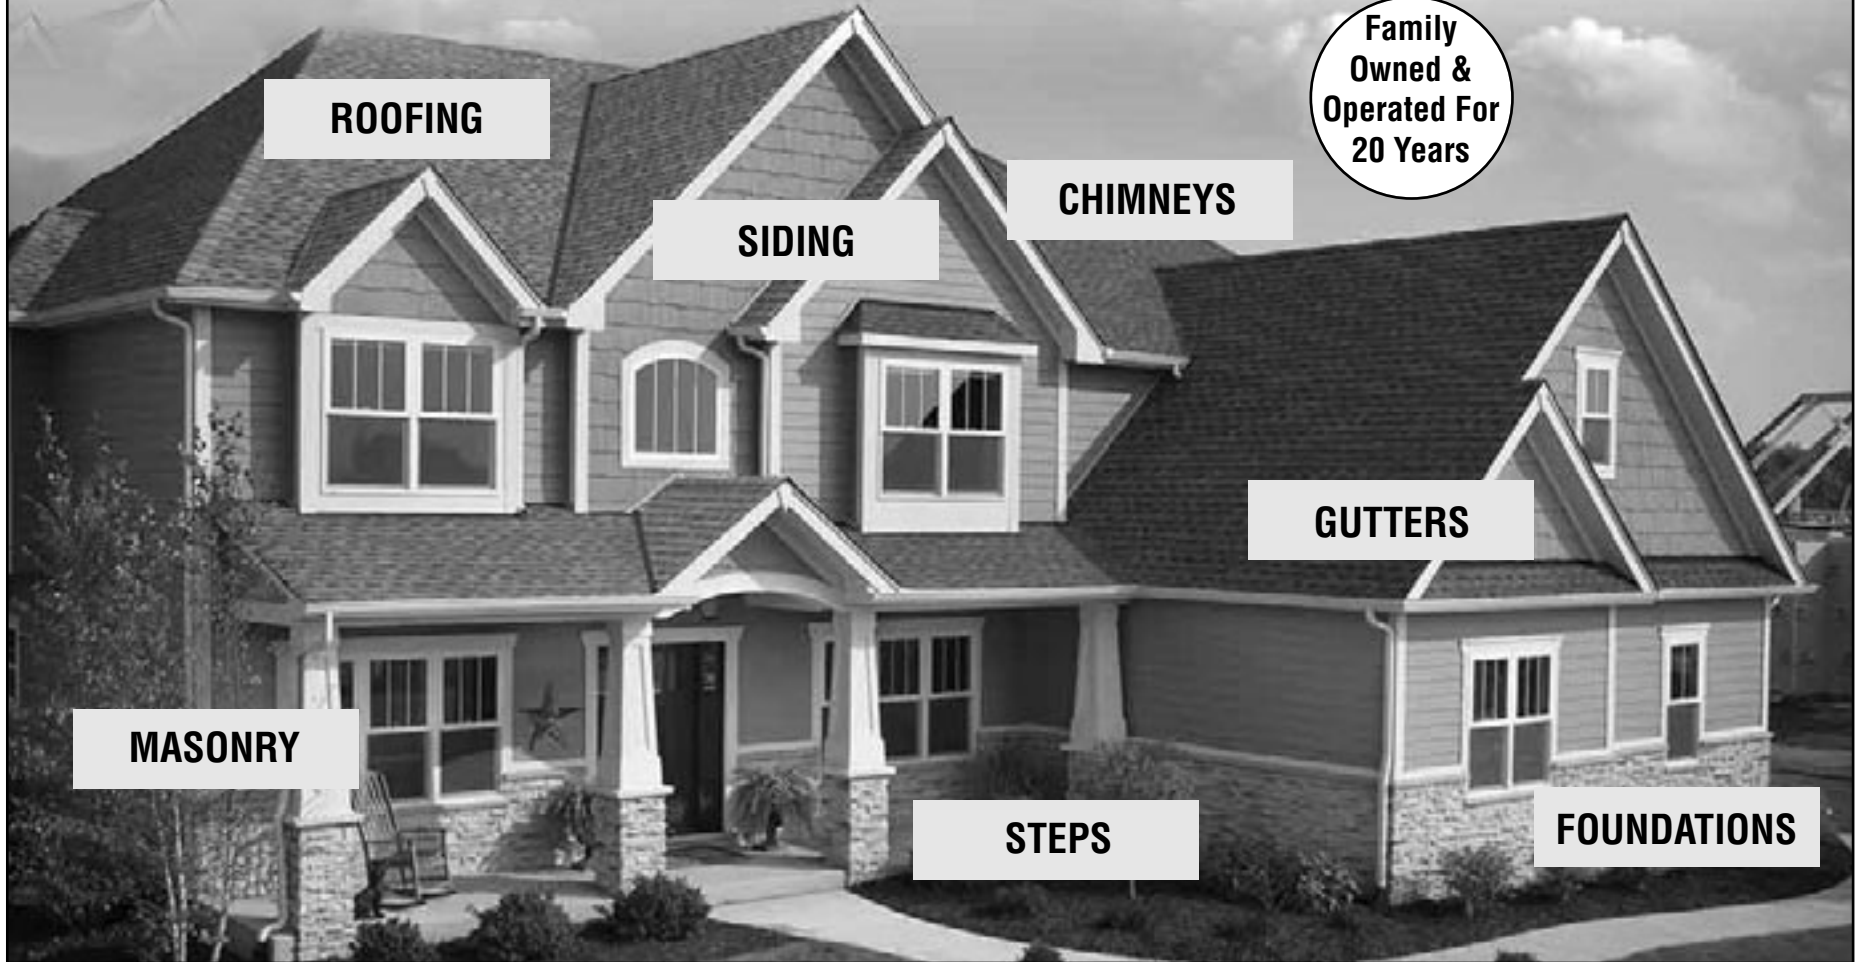 Family
Owned &
Operated For
20 Years
ROOFING
CHIMNEYS
SIDING
GUTTERS
MASONRY
STEPS
FOUNDATIONS